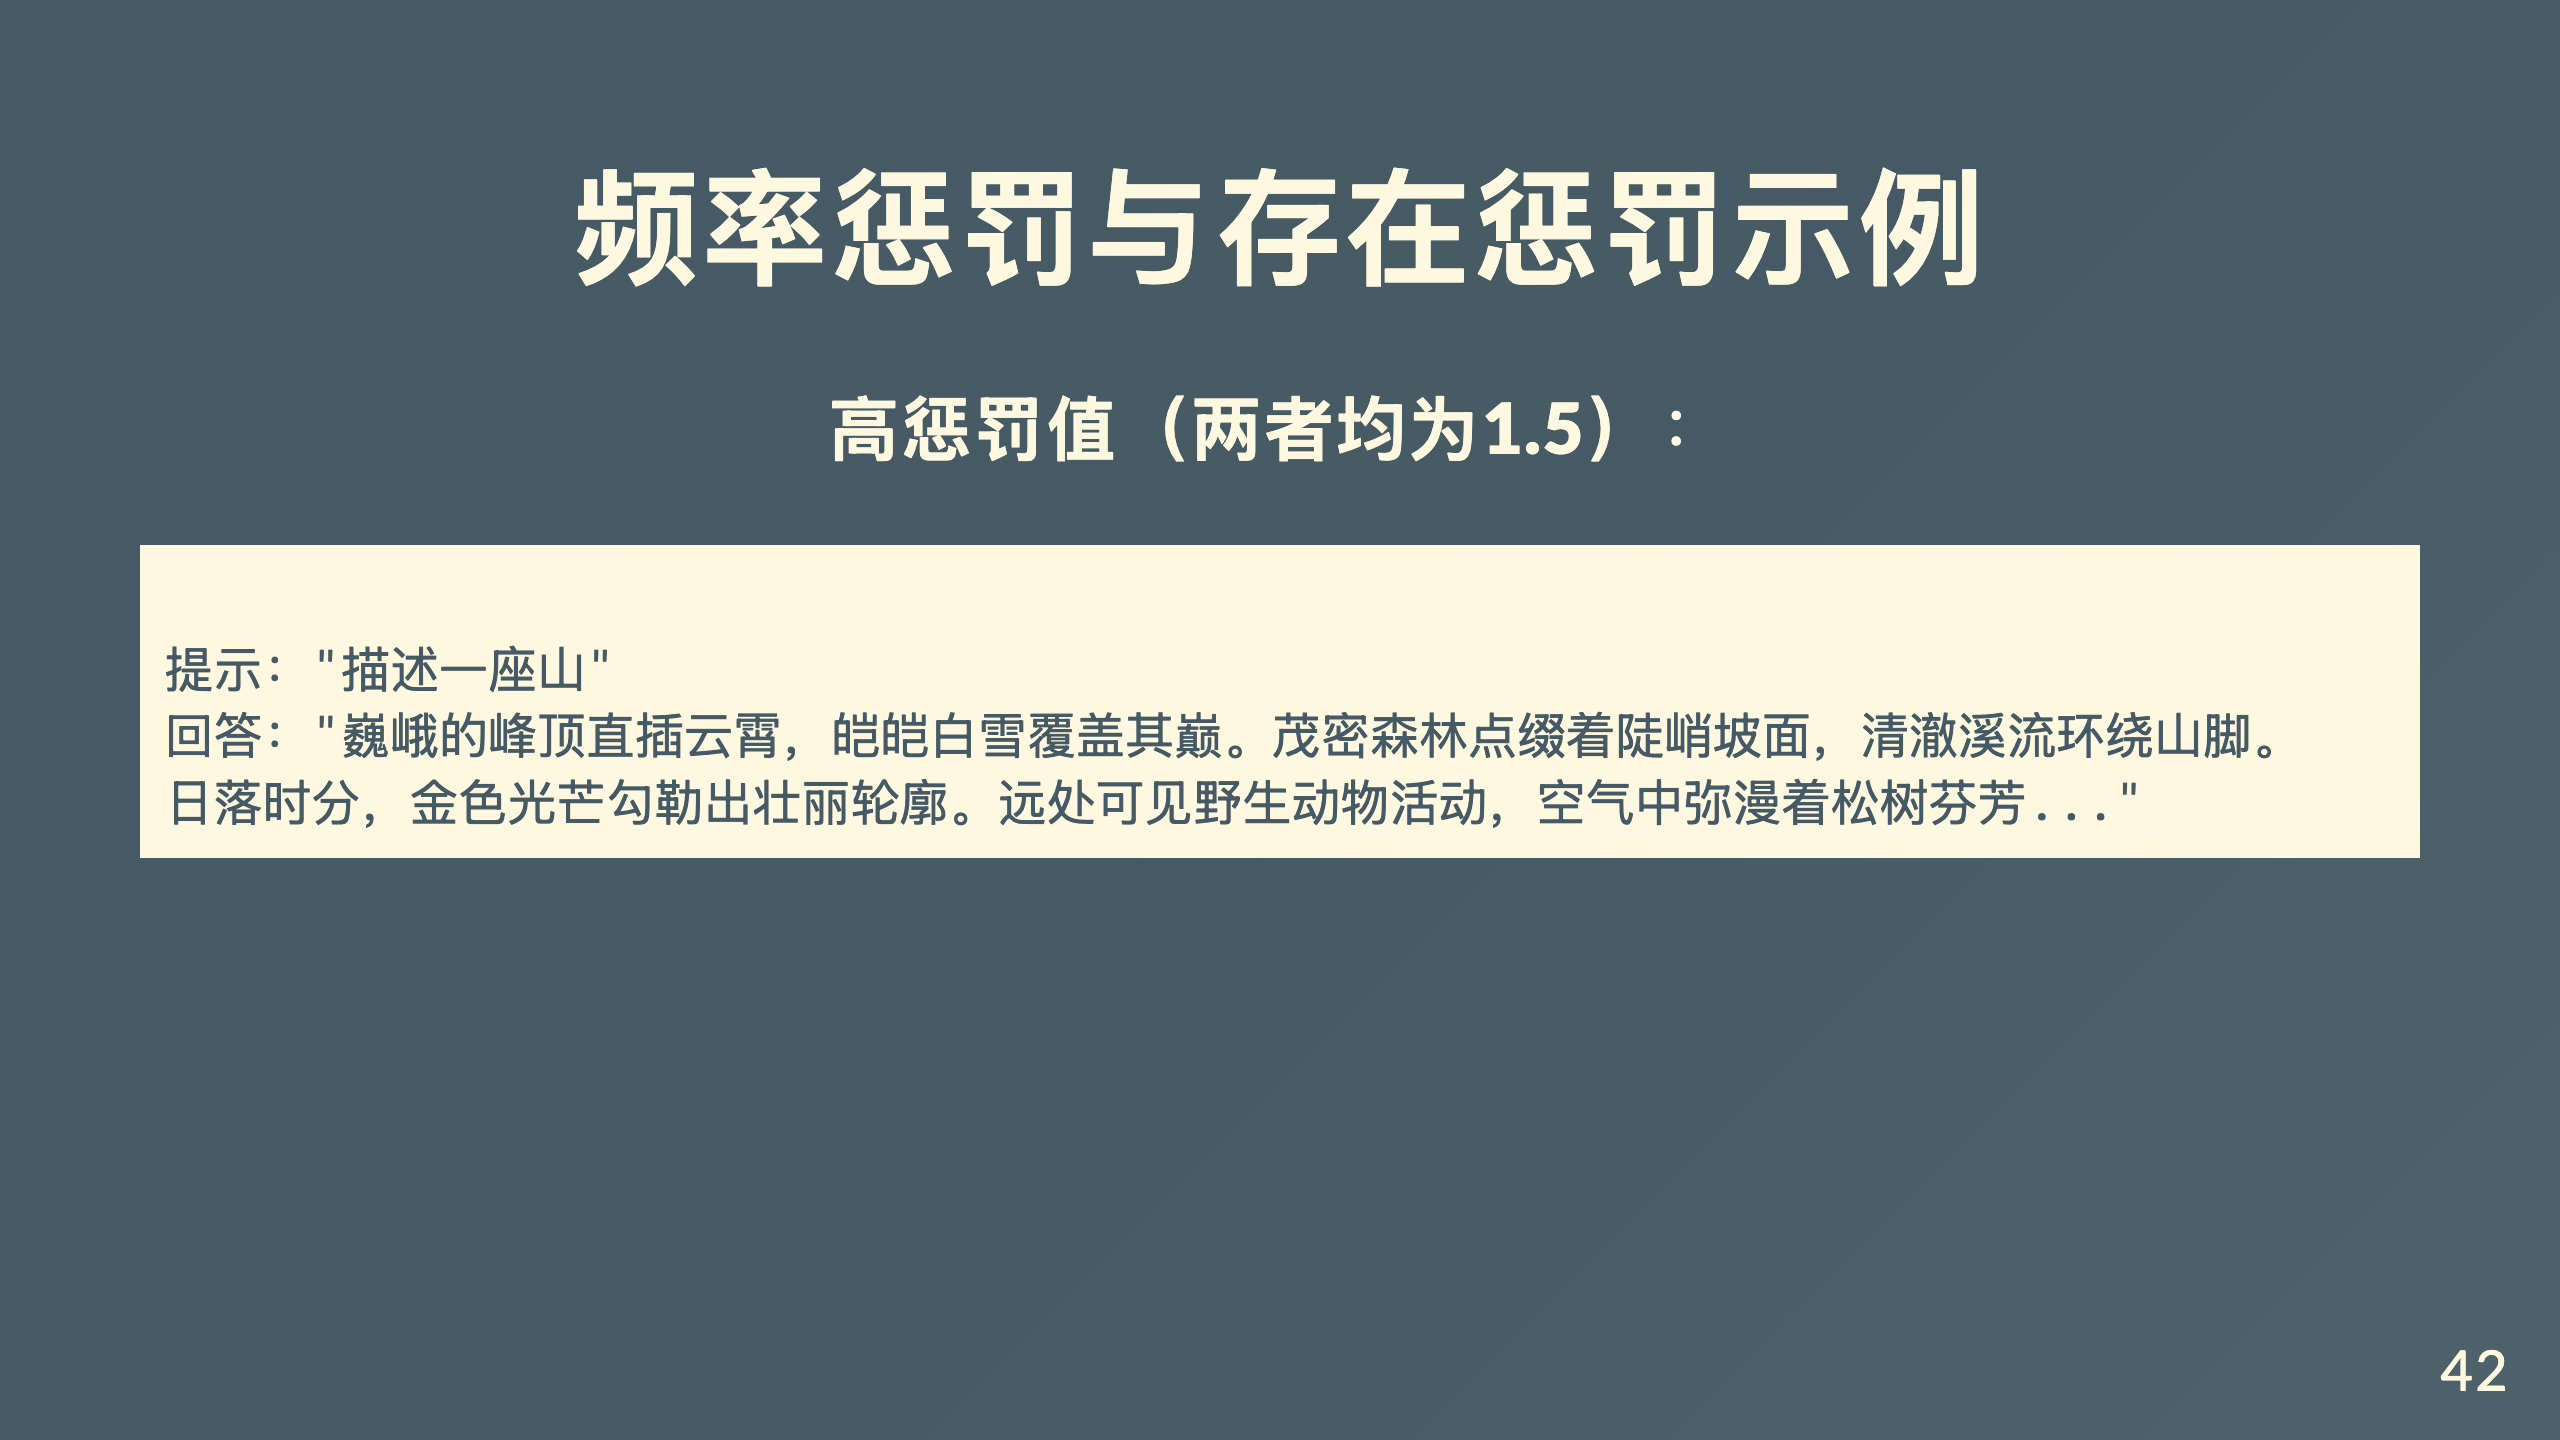 频率惩罚与存在惩罚示例
高惩罚值（两者均为1.5）：
提示："描述一座山"
回答："巍峨的峰顶直插云霄，皑皑白雪覆盖其巅。茂密森林点缀着陡峭坡面，清澈溪流环绕山脚。
日落时分，金色光芒勾勒出壮丽轮廓。远处可见野生动物活动，空气中弥漫着松树芬芳..."
42